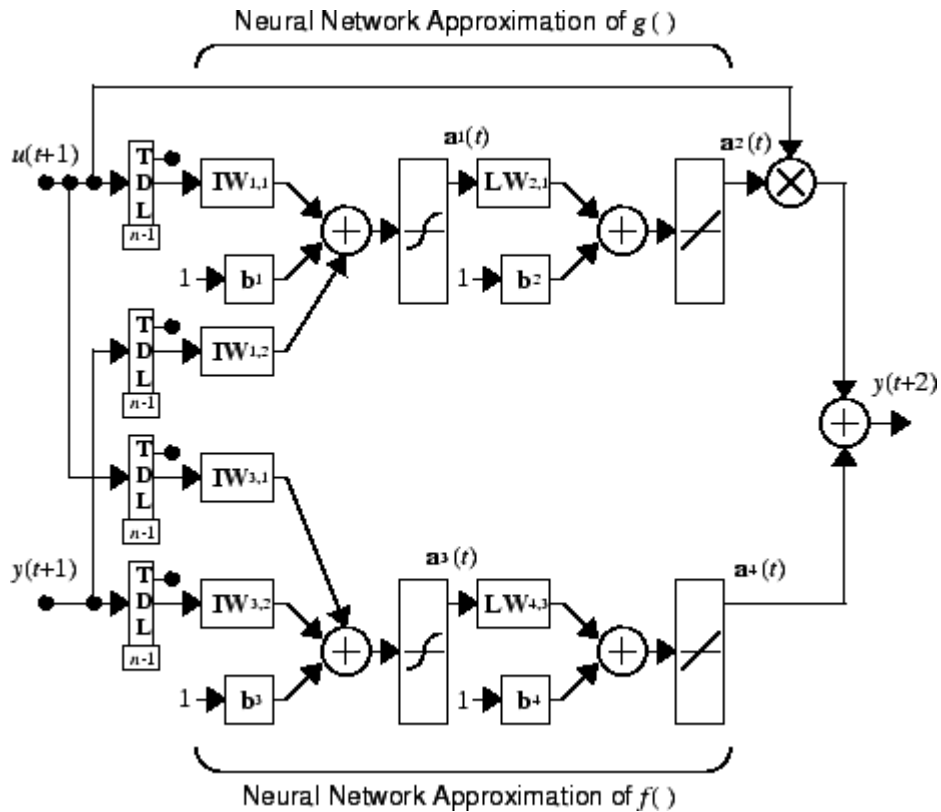 Neural Network Approximation of g ( )
u(t+1)
a1(t)
a2(t)
T
D
L
n-1
IW1,1
LW2,1
1
b1
1
b2
T
D
L
n-1
IW1,2
y(t+2)
T
D
L
n-1
IW3,1
y(t+1)
a3(t)
a4(t)
T
D
L
n-1
IW3,2
LW4,3
1
b3
1
b4
Neural Network Approximation of f( )